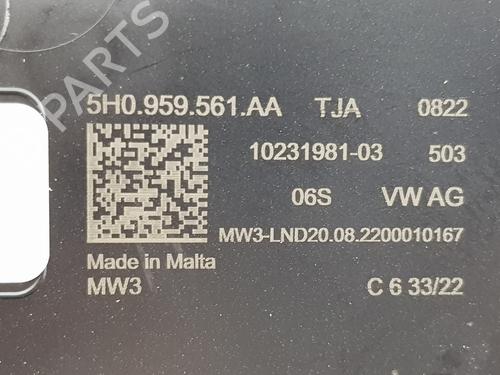 PARTS
5H0.959.561.AA TJA 0822
10231981-03 503
06S VW AG
MW3-LND20.08.2200010167
Made in Malta
MW3 C 6 33/22